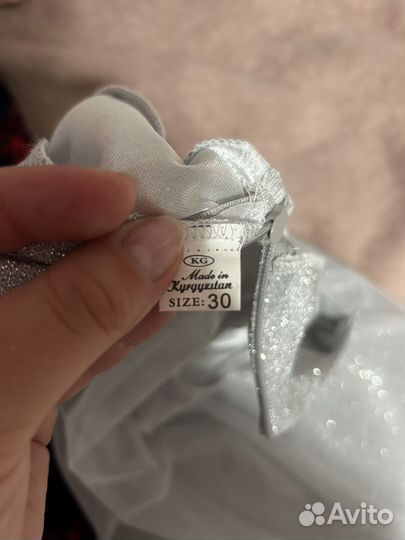 KG
Made in
Kyrgyzstan
SIZE: 30
Avito